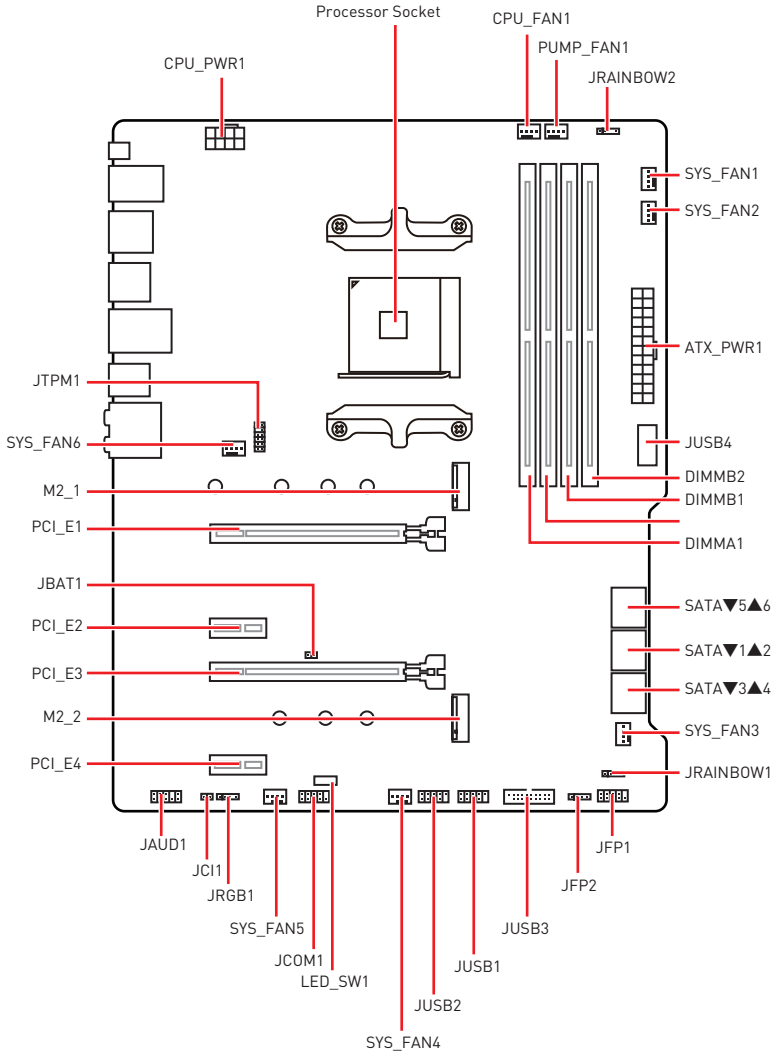 Processor Socket
CPU_FAN1
PUMP_FAN1
CPU_PWR1
JRAINBOW2
SYS_FAN1
SYS_FAN2
ATX_PWR1
JTPM1
SYS_FAN6
JUSB4
M2_1
DIMMB2
DIMMB1
PCI_E1
DIMMA1
JBAT1
SATA▼5▲6
PCI_E2
SATA▼1▲2
PCI_E3
SATA▼3▲4
M2_2
SYS_FAN3
PCI_E4
JRAINBOW1
JAUD1
JFP1
JCI1
JFP2
JRGB1
SYS_FAN5
JUSB3
JCOM1
JUSB1
LED_SW1
JUSB2
SYS_FAN4